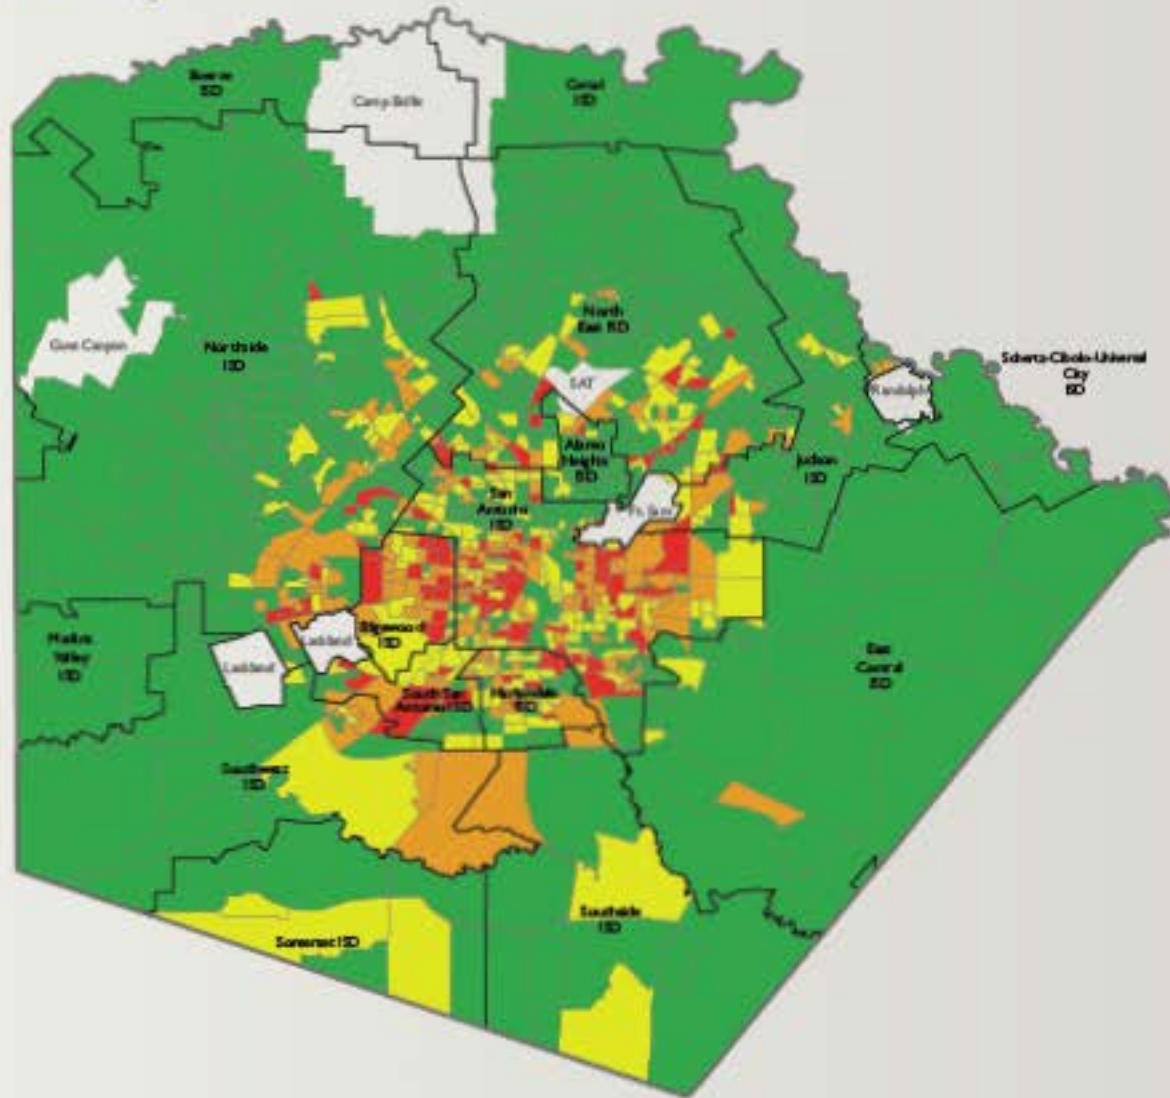 Boerne
ISD
Camp Bullis
Comal
ISD
Govt Canyon
Northside
ISD
North
East ISD
SAT
Schertz-Cibolo-Universal
City
ISD
Randolph
Alamo
Heights
ISD
Judson
ISD
San
Antonio
ISD
Ft. Sam
Medina
Valley
ISD
Lackland
Lackland
Edgewood
ISD
East
Central
ISD
South San
Antonio ISD
Harlandale
ISD
Southwest
ISD
Southside
ISD
Somerset ISD